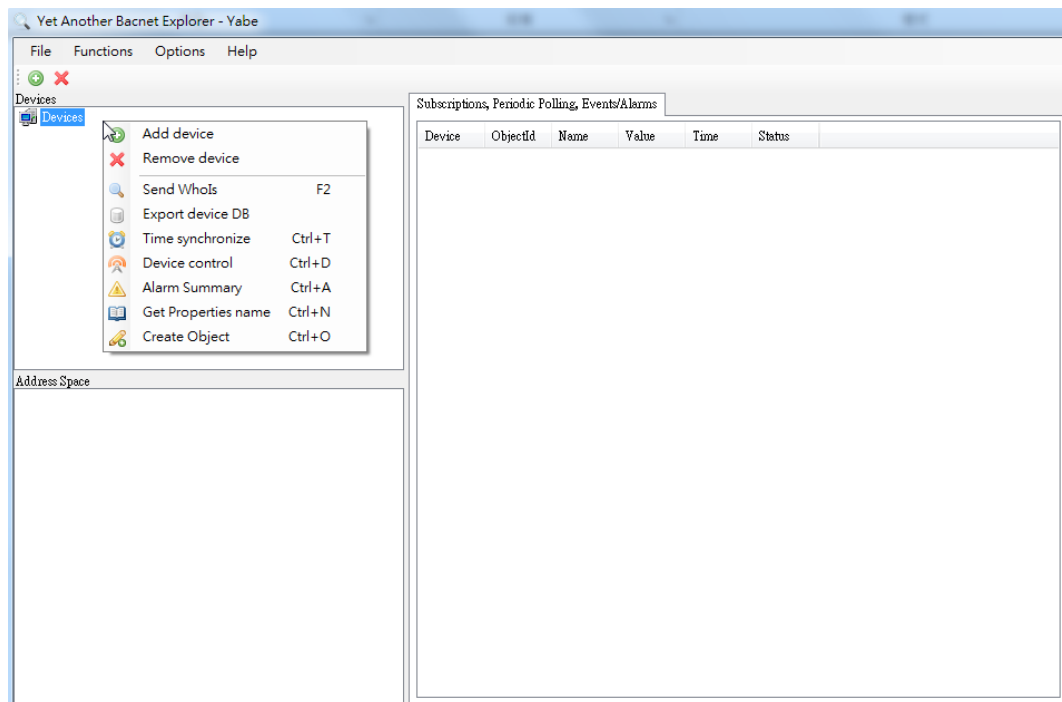 Yet Another Bacnet Explorer - Yabe
File Functions Options Help
Devices
Devices
Add device
Remove device
Send WhoIs F2
Export device DB
Time synchronize Ctrl+T
Device control Ctrl+D
Alarm Summary Ctrl+A
Get Properties name Ctrl+N
Create Object Ctrl+O
Address Space
Subscriptions, Periodic Polling, Events/Alarms
Device ObjectId Name Value Time Status